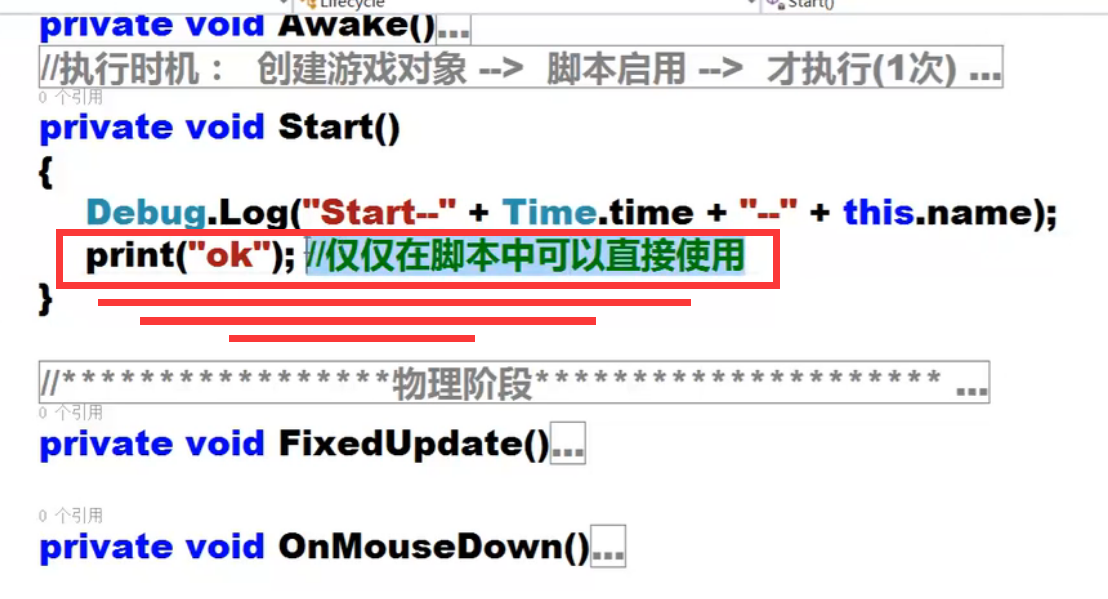 Lifecycle Start()
private void Awake()...
//执行时机： 创建游戏对象 --> 脚本启用 --> 才执行(1次) ...
0 个引用
private void Start()
{
Debug.Log("Start--" + Time.time + "--" + this.name);
print("ok"); //仅仅在脚本中可以直接使用
}
//*****************物理阶段********************* ...
0 个引用
private void FixedUpdate()...
0 个引用
private void OnMouseDown()...